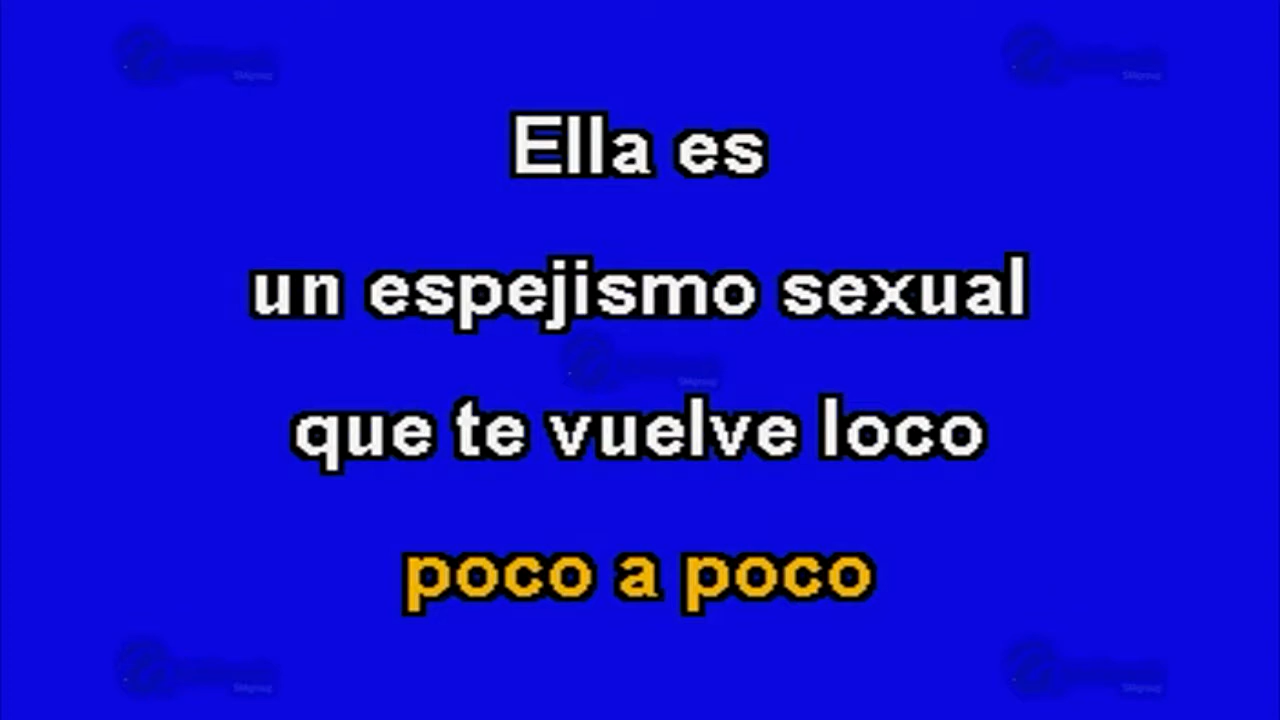 Ella es
un espejismo sexual
que te vuelve loco
poco a poco